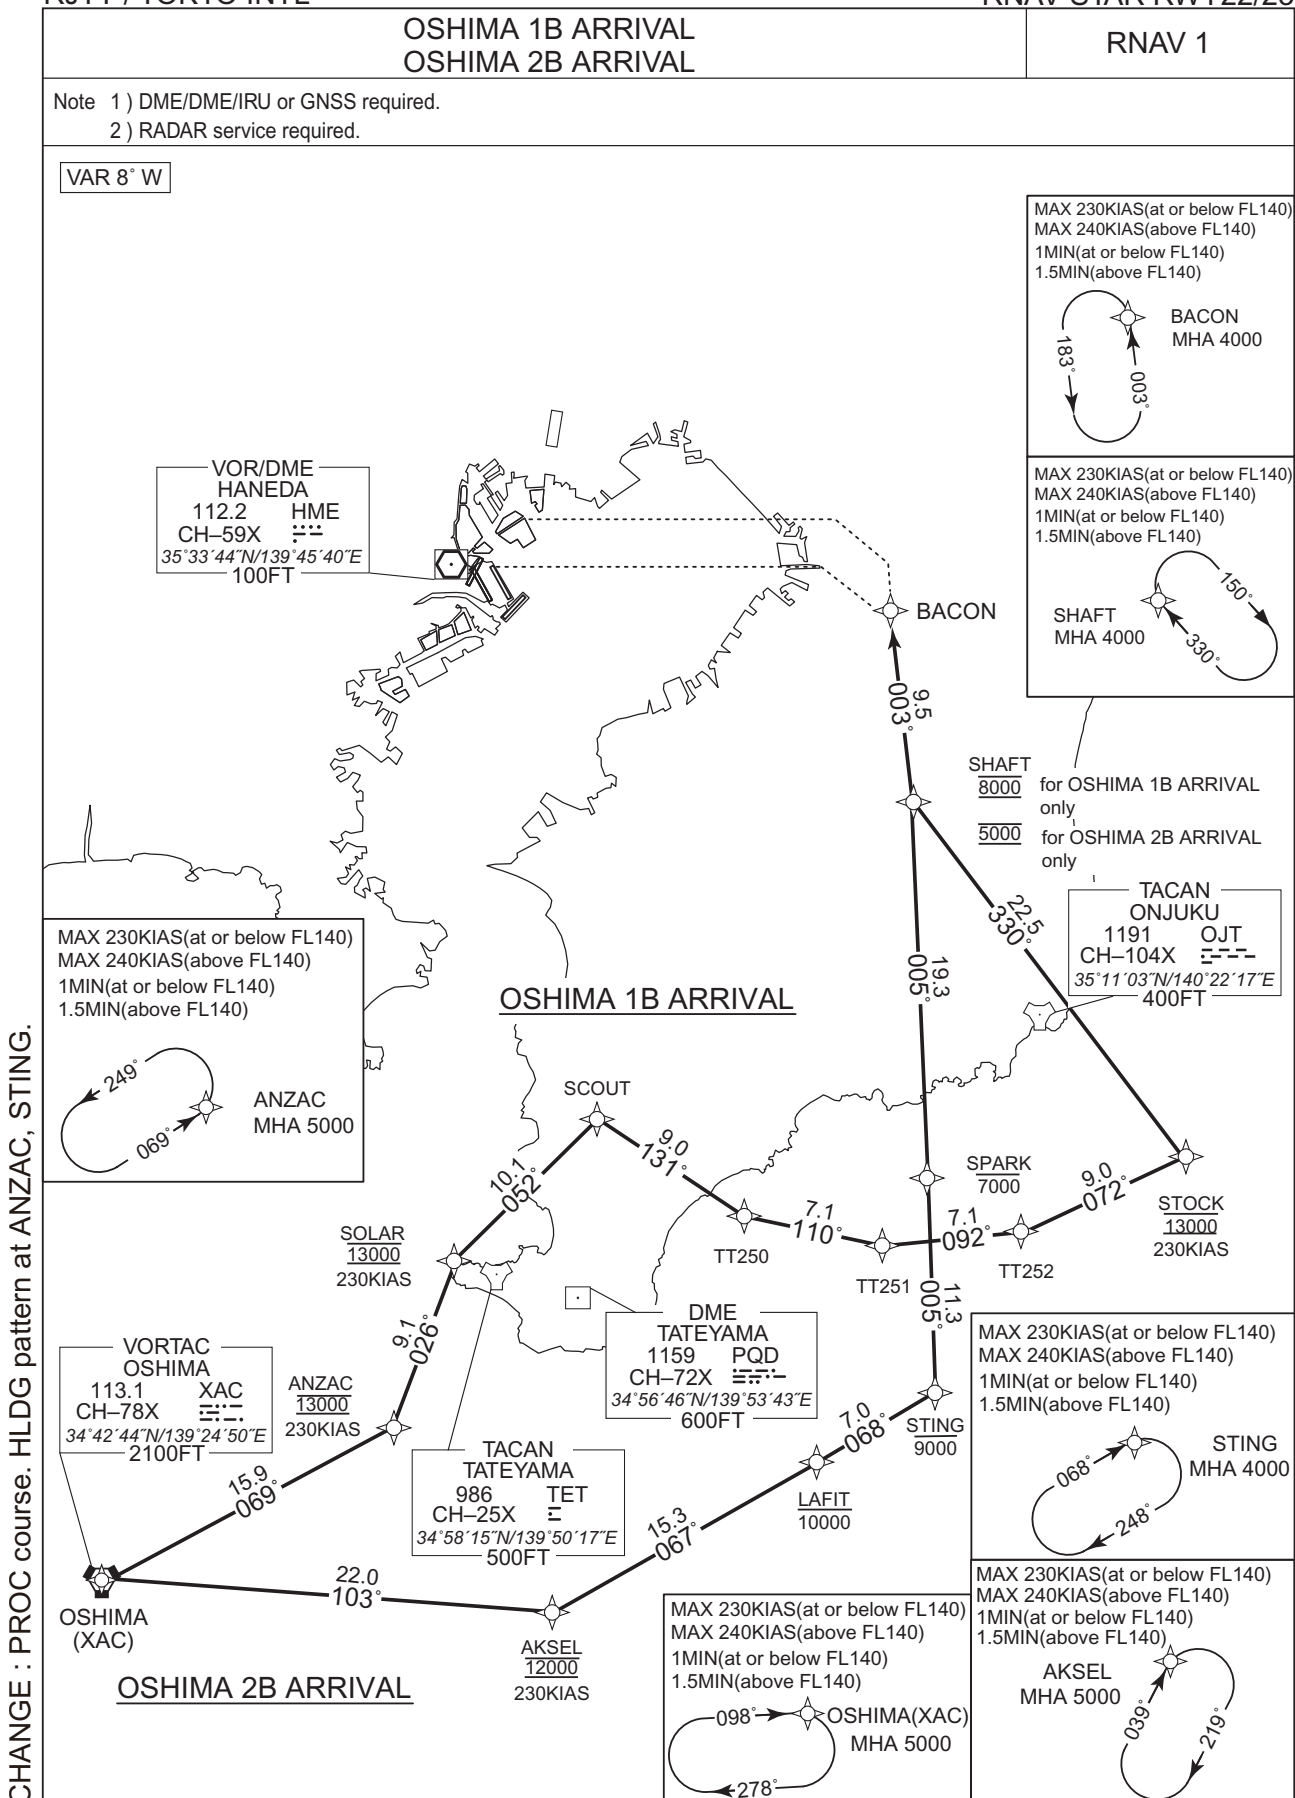 OSHIMA 1B ARRIVAL
OSHIMA 2B ARRIVAL
RNAV 1
Note 1 ) DME/DME/IRU or GNSS required.
2 ) RADAR service required.
VAR 8° W
MAX 230KIAS(at or below FL140)
MAX 240KIAS(above FL140)
1MIN(at or below FL140)
1.5MIN(above FL140)
BACON
MHA 4000
183°
003°
MAX 230KIAS(at or below FL140)
MAX 240KIAS(above FL140)
1MIN(at or below FL140)
1.5MIN(above FL140)
SHAFT
MHA 4000
150°
330°
VOR/DME
HANEDA
112.2 HME
CH–59X
35°33´44˝N/139°45´40˝E
100FT
BACON
9.5
003°
SHAFT
8000 for OSHIMA 1B ARRIVAL
only
5000 for OSHIMA 2B ARRIVAL
only
TACAN
ONJUKU
1191 OJT
CH–104X
35°11´03˝N/140°22´17˝E
400FT
22.5
330°
19.3
005°
MAX 230KIAS(at or below FL140)
MAX 240KIAS(above FL140)
1MIN(at or below FL140)
1.5MIN(above FL140)
249°
069°
ANZAC
MHA 5000
OSHIMA 1B ARRIVAL
SCOUT
9.0
131°
10.1
052°
SPARK
7000
9.0
072°
STOCK
13000
230KIAS
SOLAR
13000
230KIAS
7.1
110°
7.1
092°
TT250
TT251
TT252
11.3
005°
9.1
026°
DME
TATEYAMA
1159 PQD
CH–72X
34°56´46˝N/139°53´43˝E
600FT
VORTAC
OSHIMA
113.1 XAC
CH–78X
34°42´44˝N/139°24´50˝E
2100FT
ANZAC
13000
230KIAS
15.9
069°
TACAN
TATEYAMA
986 TET
CH–25X
34°58´15˝N/139°50´17˝E
500FT
7.0
068°
STING
9000
LAFIT
10000
15.3
067°
MAX 230KIAS(at or below FL140)
MAX 240KIAS(above FL140)
1MIN(at or below FL140)
1.5MIN(above FL140)
STING
MHA 4000
068°
248°
22.0
103°
OSHIMA
(XAC)
AKSEL
12000
230KIAS
OSHIMA 2B ARRIVAL
MAX 230KIAS(at or below FL140)
MAX 240KIAS(above FL140)
1MIN(at or below FL140)
1.5MIN(above FL140)
098°
OSHIMA(XAC)
MHA 5000
278°
MAX 230KIAS(at or below FL140)
MAX 240KIAS(above FL140)
1MIN(at or below FL140)
1.5MIN(above FL140)
AKSEL
MHA 5000
039°
219°
CHANGE : PROC course. HLDG pattern at ANZAC, STING.